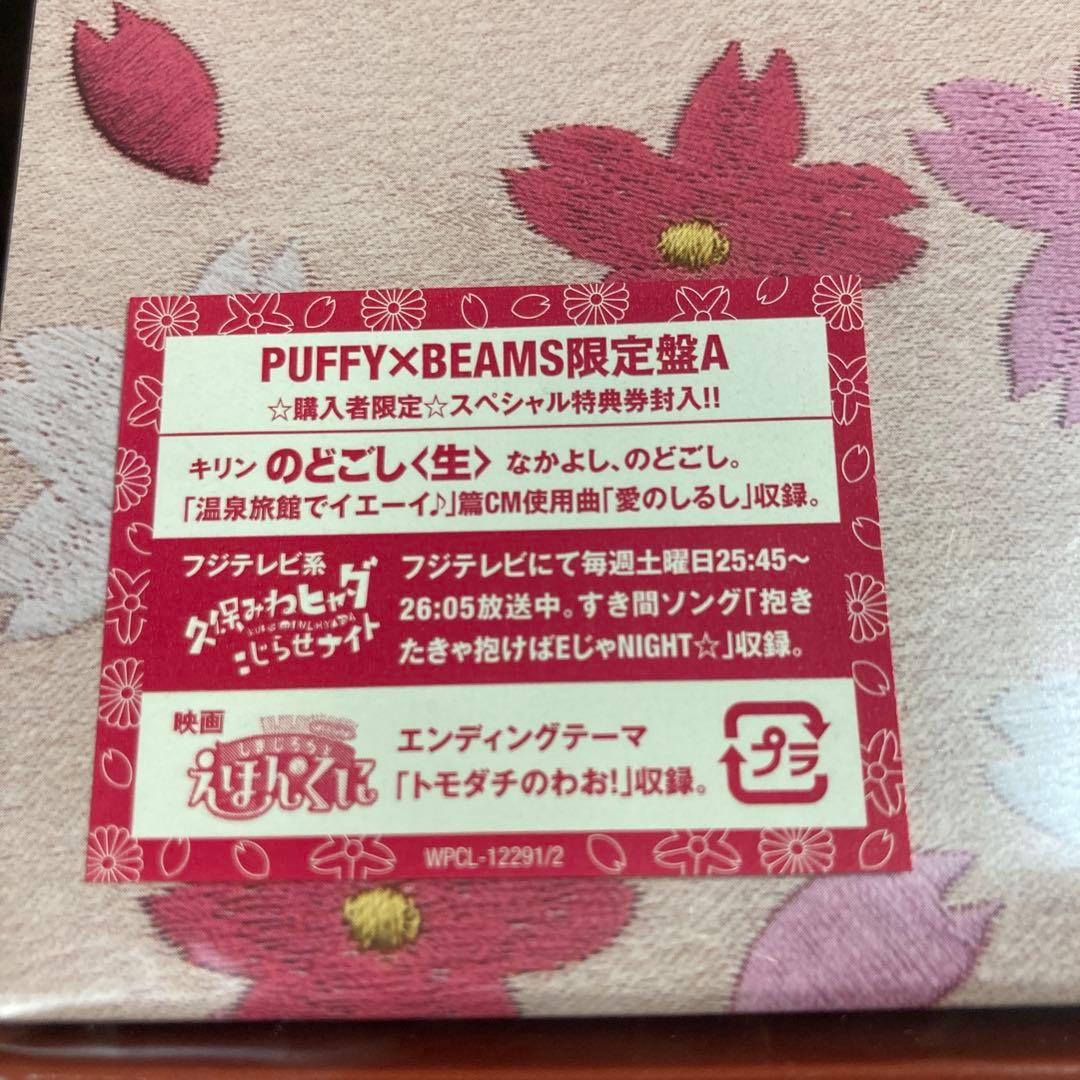 PUFFY×BEAMS限定盤A
☆購入者限定☆スペシャル特典券封入!!
キリン のどごし〈生〉 なかよし、のどごし。
「温泉旅館でイエーイ♪」篇CM使用曲「愛のしるし」収録。
フジテレビ系
久保みねヒャダ
こじらせナイト
フジテレビにて毎週土曜日25:45〜
26:05放送中。すき間ソング「抱き
たきゃ抱けばEじゃNIGHT☆」収録。
映画
しまじろうと
えほんのくに
エンディングテーマ
「トモダチのわお!」収録。
プラ
WPCL-12291/2